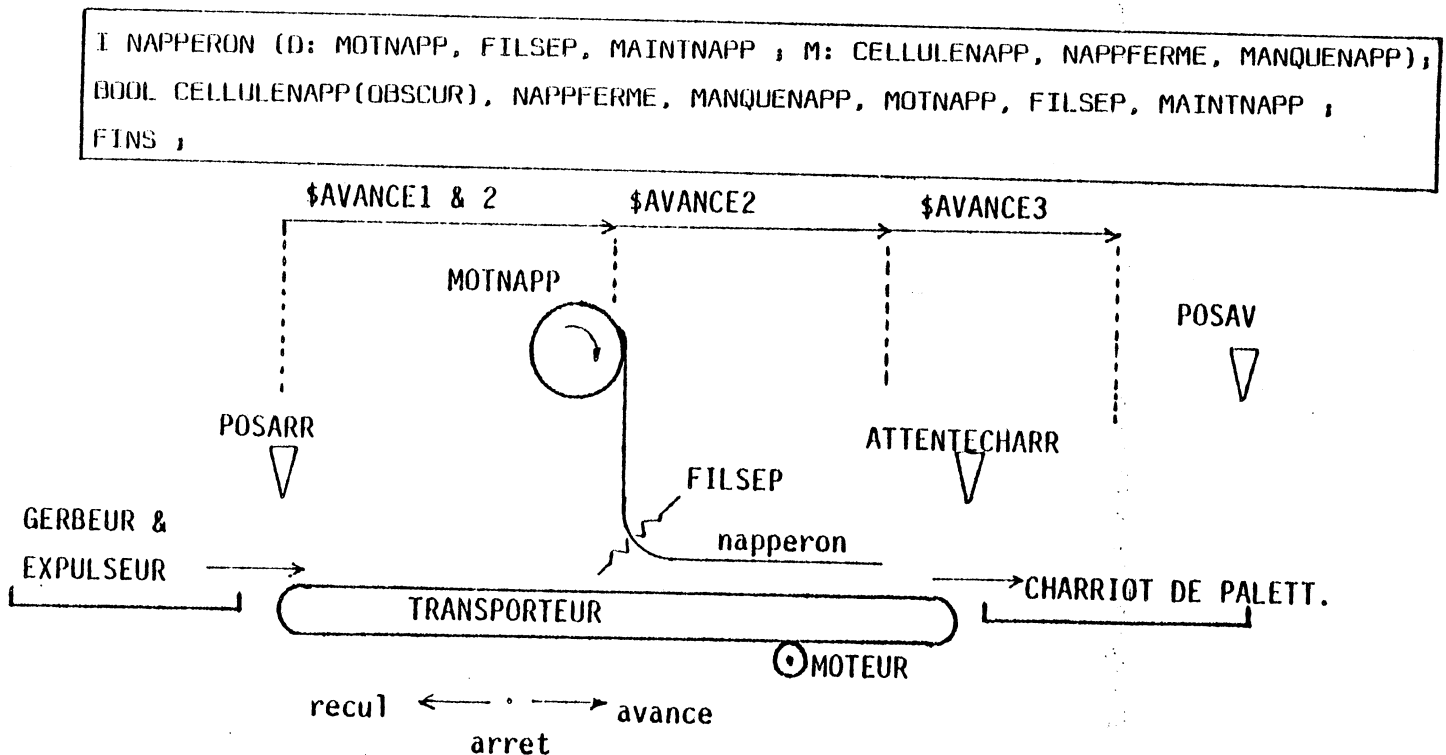 I NAPPERON (O: MOTNAPP, FILSEP, MAINTNAPP ; M: CELLULENAPP, NAPPFERME, MANQUENAPP);
BOOL CELLULENAPP(OBSCUR), NAPPFERME, MANQUENAPP, MOTNAPP, FILSEP, MAINTNAPP ;
FINS ;
$AVANCE1 & 2 $AVANCE2 $AVANCE3
MOTNAPP
POSAV
POSARR
ATTENTECHARR
FILSEP
GERBEUR &
EXPULSEUR
napperon
CHARRIOT DE PALETT.
TRANSPORTEUR
MOTEUR
recul avance
arret